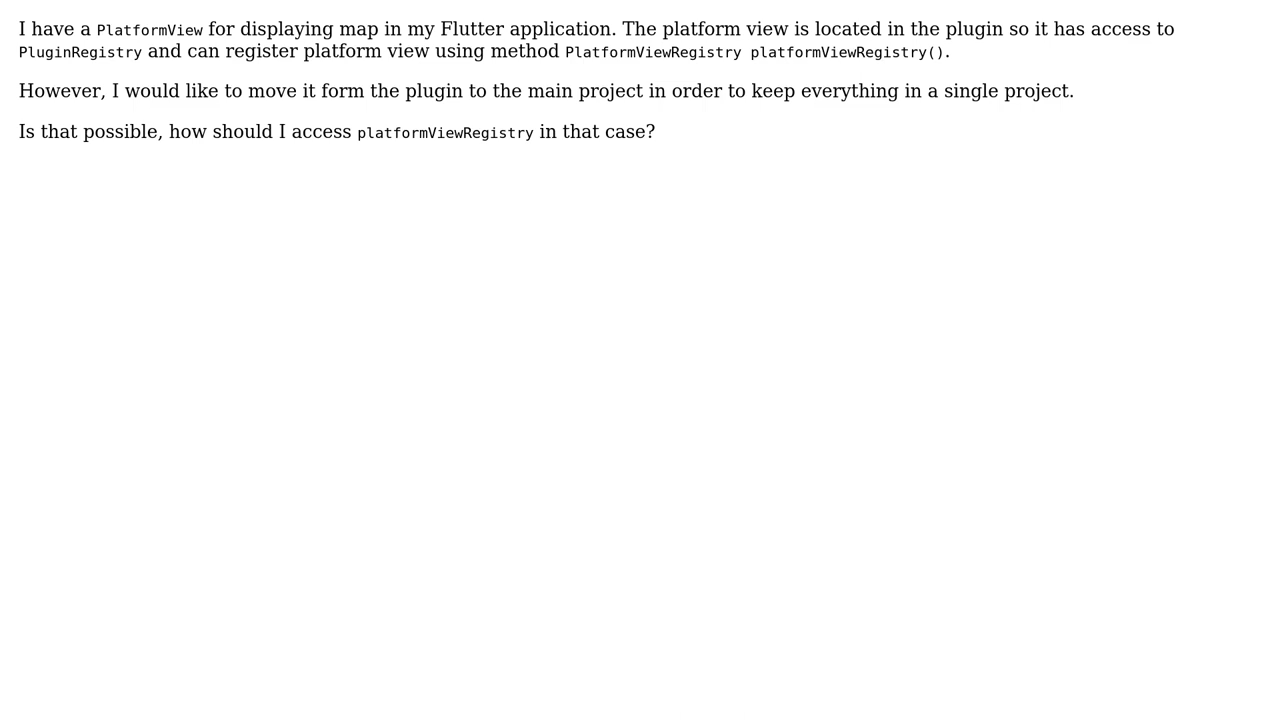 I have a PlatformView for displaying map in my Flutter application. The platform view is located in the plugin so it has access to
PluginRegistry and can register platform view using method PlatformViewRegistry platformViewRegistry().
However, I would like to move it form the plugin to the main project in order to keep everything in a single project.
Is that possible, how should I access platformViewRegistry in that case?